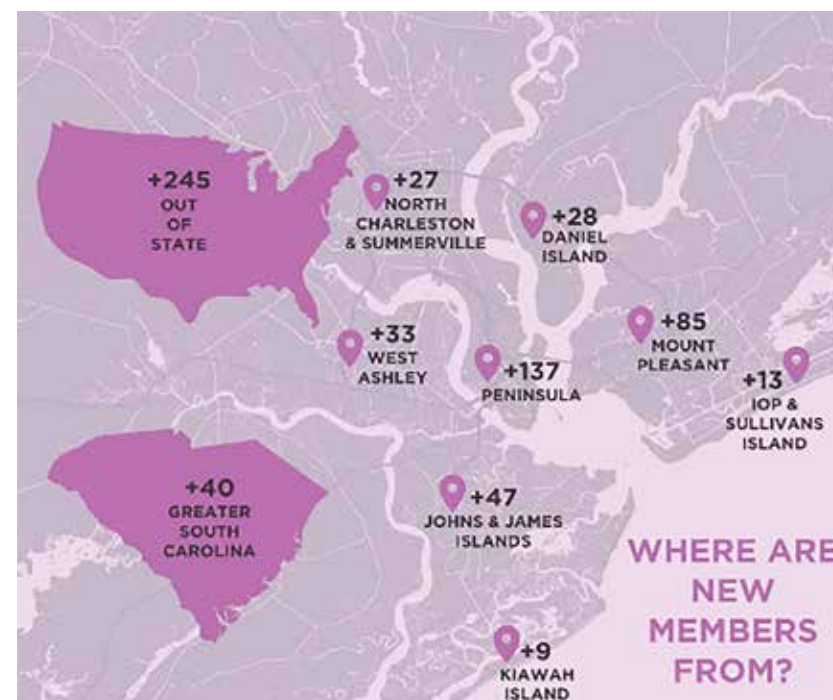 +245
OUT
OF
STATE
+27
NORTH
CHARLESTON
& SUMMERVILLE
+28
DANIEL
ISLAND
+33
WEST
ASHLEY
+137
PENINSULA
+85
MOUNT
PLEASANT
+13
IOP &
SULLIVANS
ISLAND
+40
GREATER
SOUTH
CAROLINA
+47
JOHNS & JAMES
ISLANDS
+9
KIAWAH
ISLAND
WHERE ARE
NEW
MEMBERS
FROM?